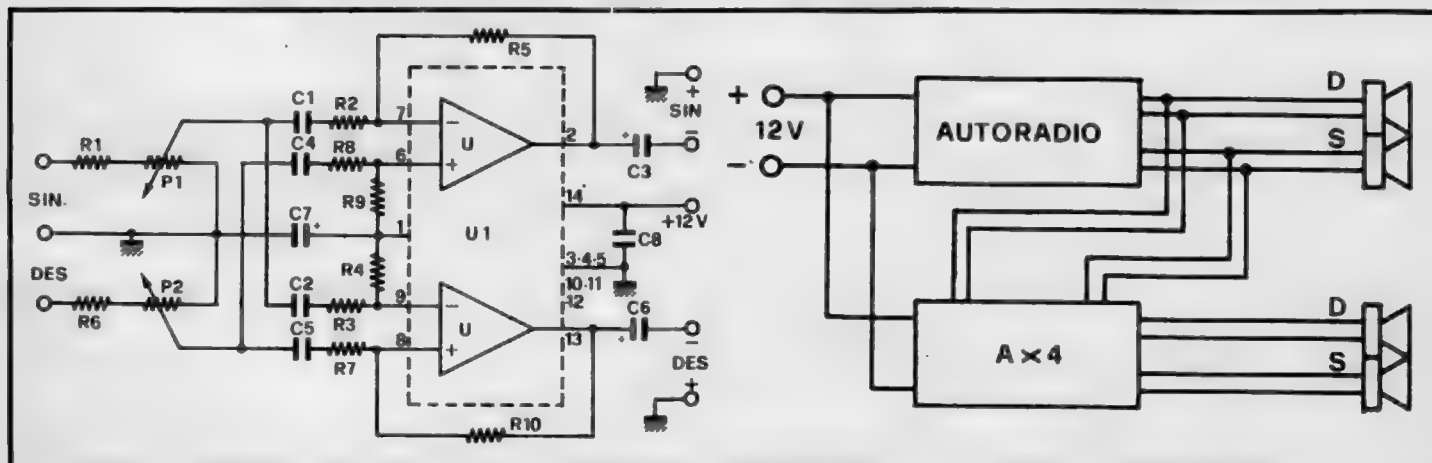 R5
C1
R2
7
C4
R8
6
U
2
+
SIN
C3
R1
P1
R9
SIN.
C7
+
1
U1
14
+12V
C8
3·4·5
10·11
12
R4
DES
P2
R6
C2
R3
9
C5
R7
8
U
13
C6
DES
+
R10
+
12V
-
AUTORADIO
D
S
A×4
D
S